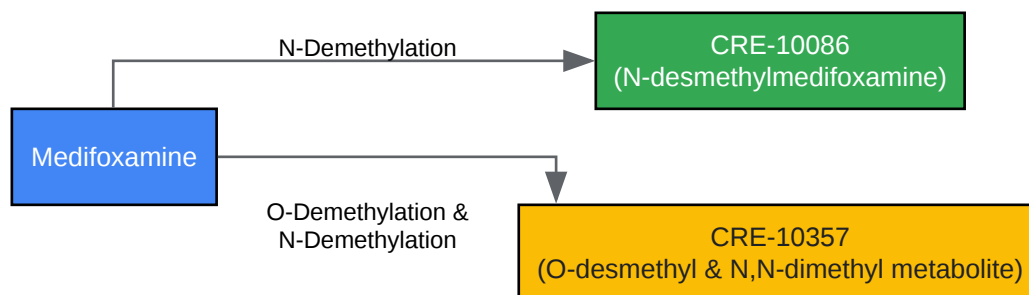 N-Demethylation
CRE-10086
(N-desmethylmedifoxamine)
Medifoxamine
O-Demethylation &
N-Demethylation
CRE-10357
(O-desmethyl & N,N-dimethyl metabolite)